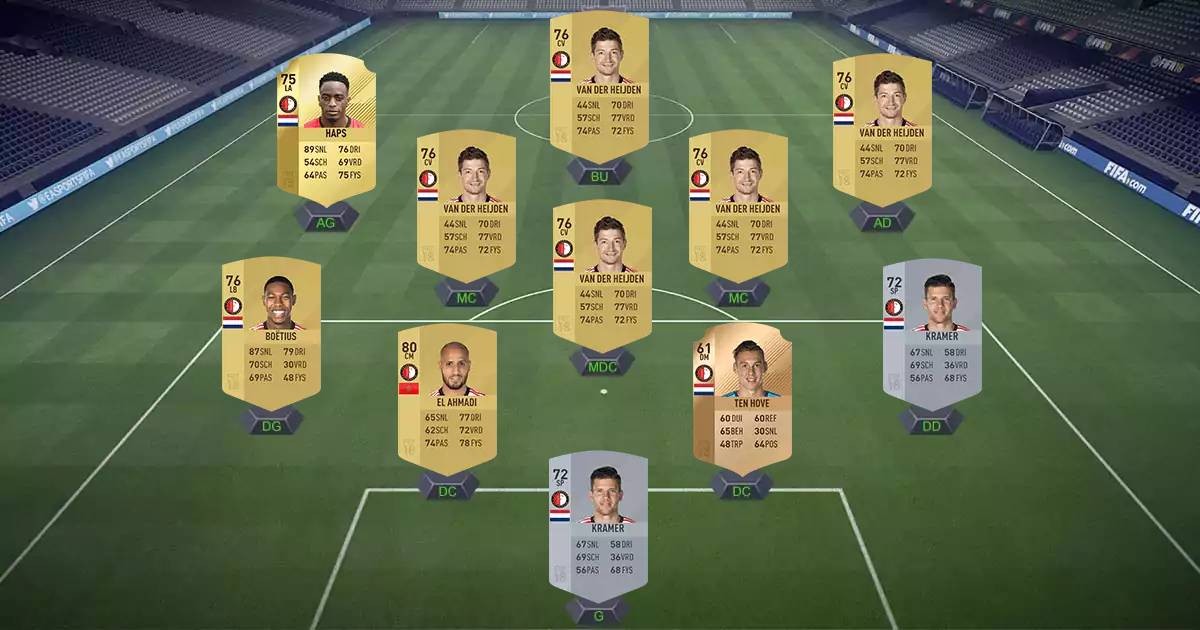 76
CV
VAN DER HEIJDEN
44SNL 70DRI
57SCH 77VRD
74PAS 72FYS
BU
75
LA
HAPS
89SNL 76DRI
54SCH 69VRD
64PAS 75FYS
AG
76
CV
VAN DER HEIJDEN
44SNL 70DRI
57SCH 77VRD
74PAS 72FYS
AD
76
CV
VAN DER HEIJDEN
44SNL 70DRI
57SCH 77VRD
74PAS 72FYS
MC
76
CV
VAN DER HEIJDEN
44SNL 70DRI
57SCH 77VRD
74PAS 72FYS
MC
76
CV
VAN DER HEIJDEN
44SNL 70DRI
57SCH 77VRD
74PAS 72FYS
MDC
76
LB
BOËTIUS
87SNL 79DRI
70SCH 30VRD
69PAS 48FYS
DG
80
CM
EL AHMADI
65SNL 77DRI
62SCH 72VRD
74PAS 78FYS
DC
61
DM
TEN HOVE
60DUI 60REF
65BEH 30SNL
48TRP 64POS
DC
72
SP
KRAMER
67SNL 58DRI
69SCH 36VRD
56PAS 68FYS
DD
72
SP
KRAMER
67SNL 58DRI
69SCH 36VRD
56PAS 68FYS
G
@EASPORTSFIFA
FIFA
FIFA.com
.com